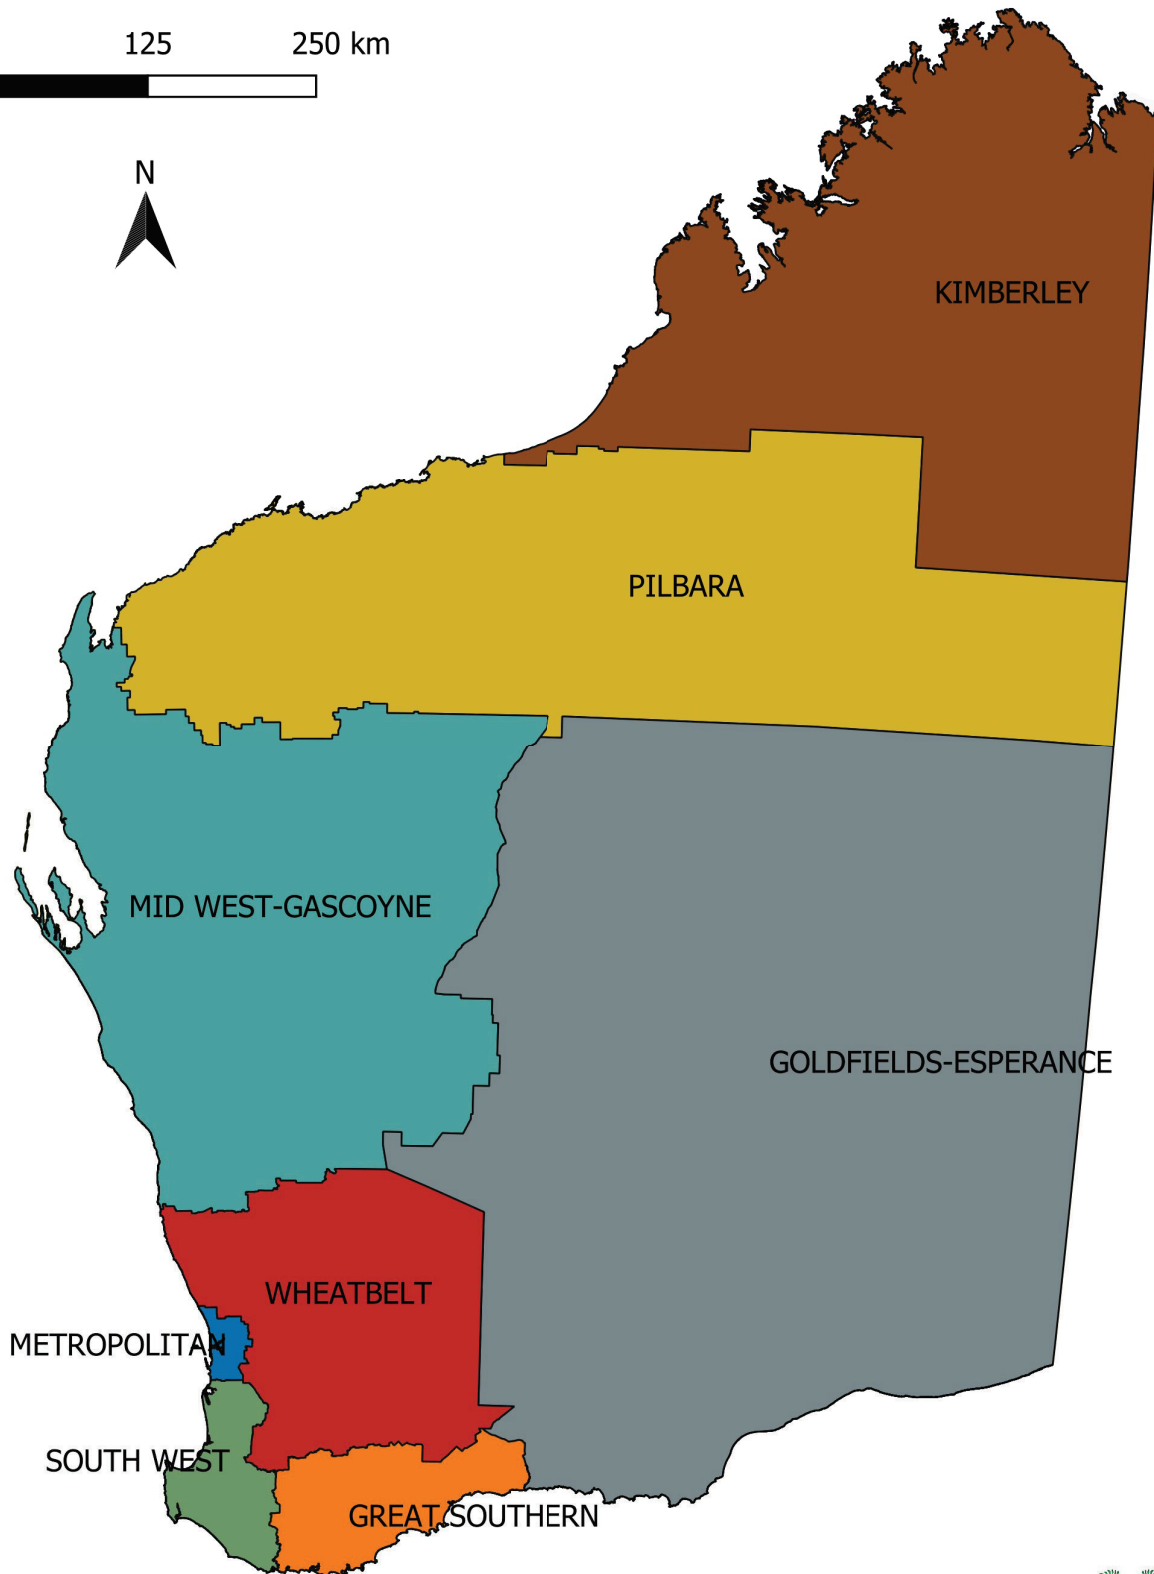 125 250 km
N
KIMBERLEY
PILBARA
MID WEST-GASCOYNE
GOLDFIELDS-ESPERANCE
WHEATBELT
METROPOLITAN
SOUTH WEST
GREAT SOUTHERN